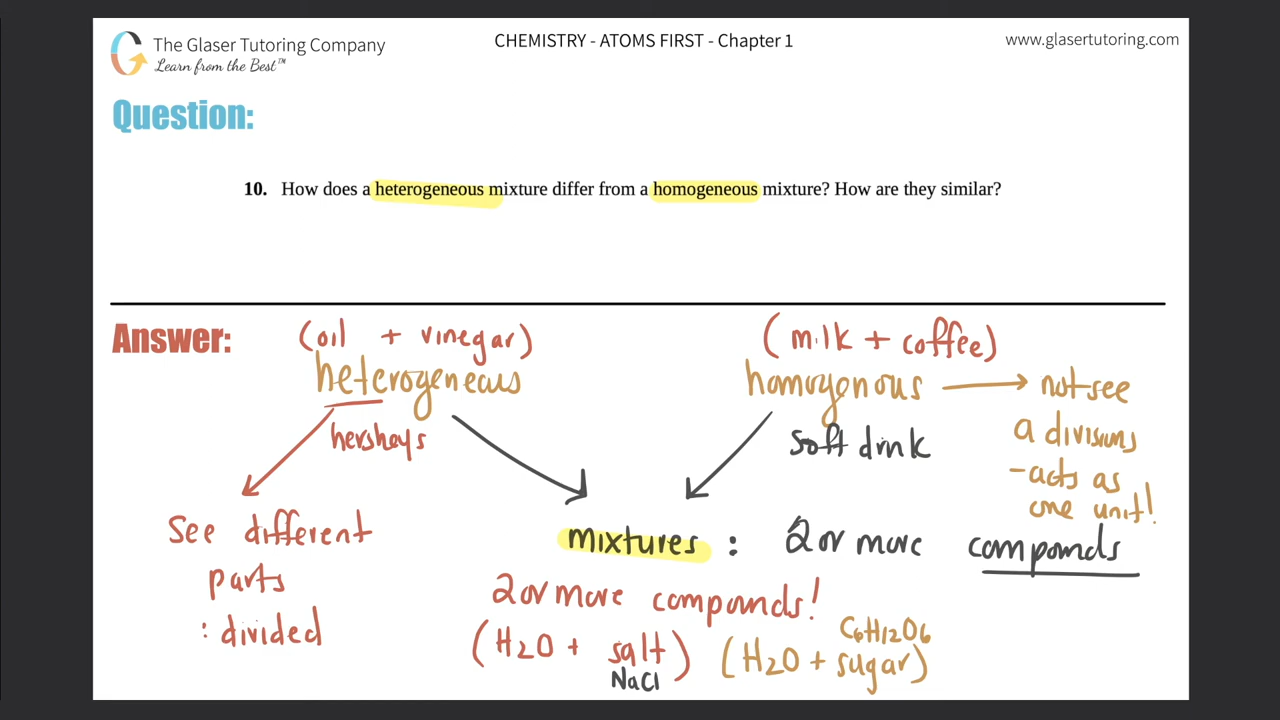 The Glaser Tutoring Company
Learn from the Best™
CHEMISTRY - ATOMS FIRST - Chapter 1
www.glasertutoring.com
Question:
10. How does a heterogeneous mixture differ from a homogeneous mixture? How are they similar?
Answer:
(oil + vinegar)
heterogeneous
hersheys
See different
parts
: divided
(milk + coffee)
homogenous
soft drink
not see
a divisions
- acts as
one unit!
mixtures : 2 or more compounds
2 or more compounds!
(H2O + salt)
NaCl
(H2O + sugar)
C6H12O6